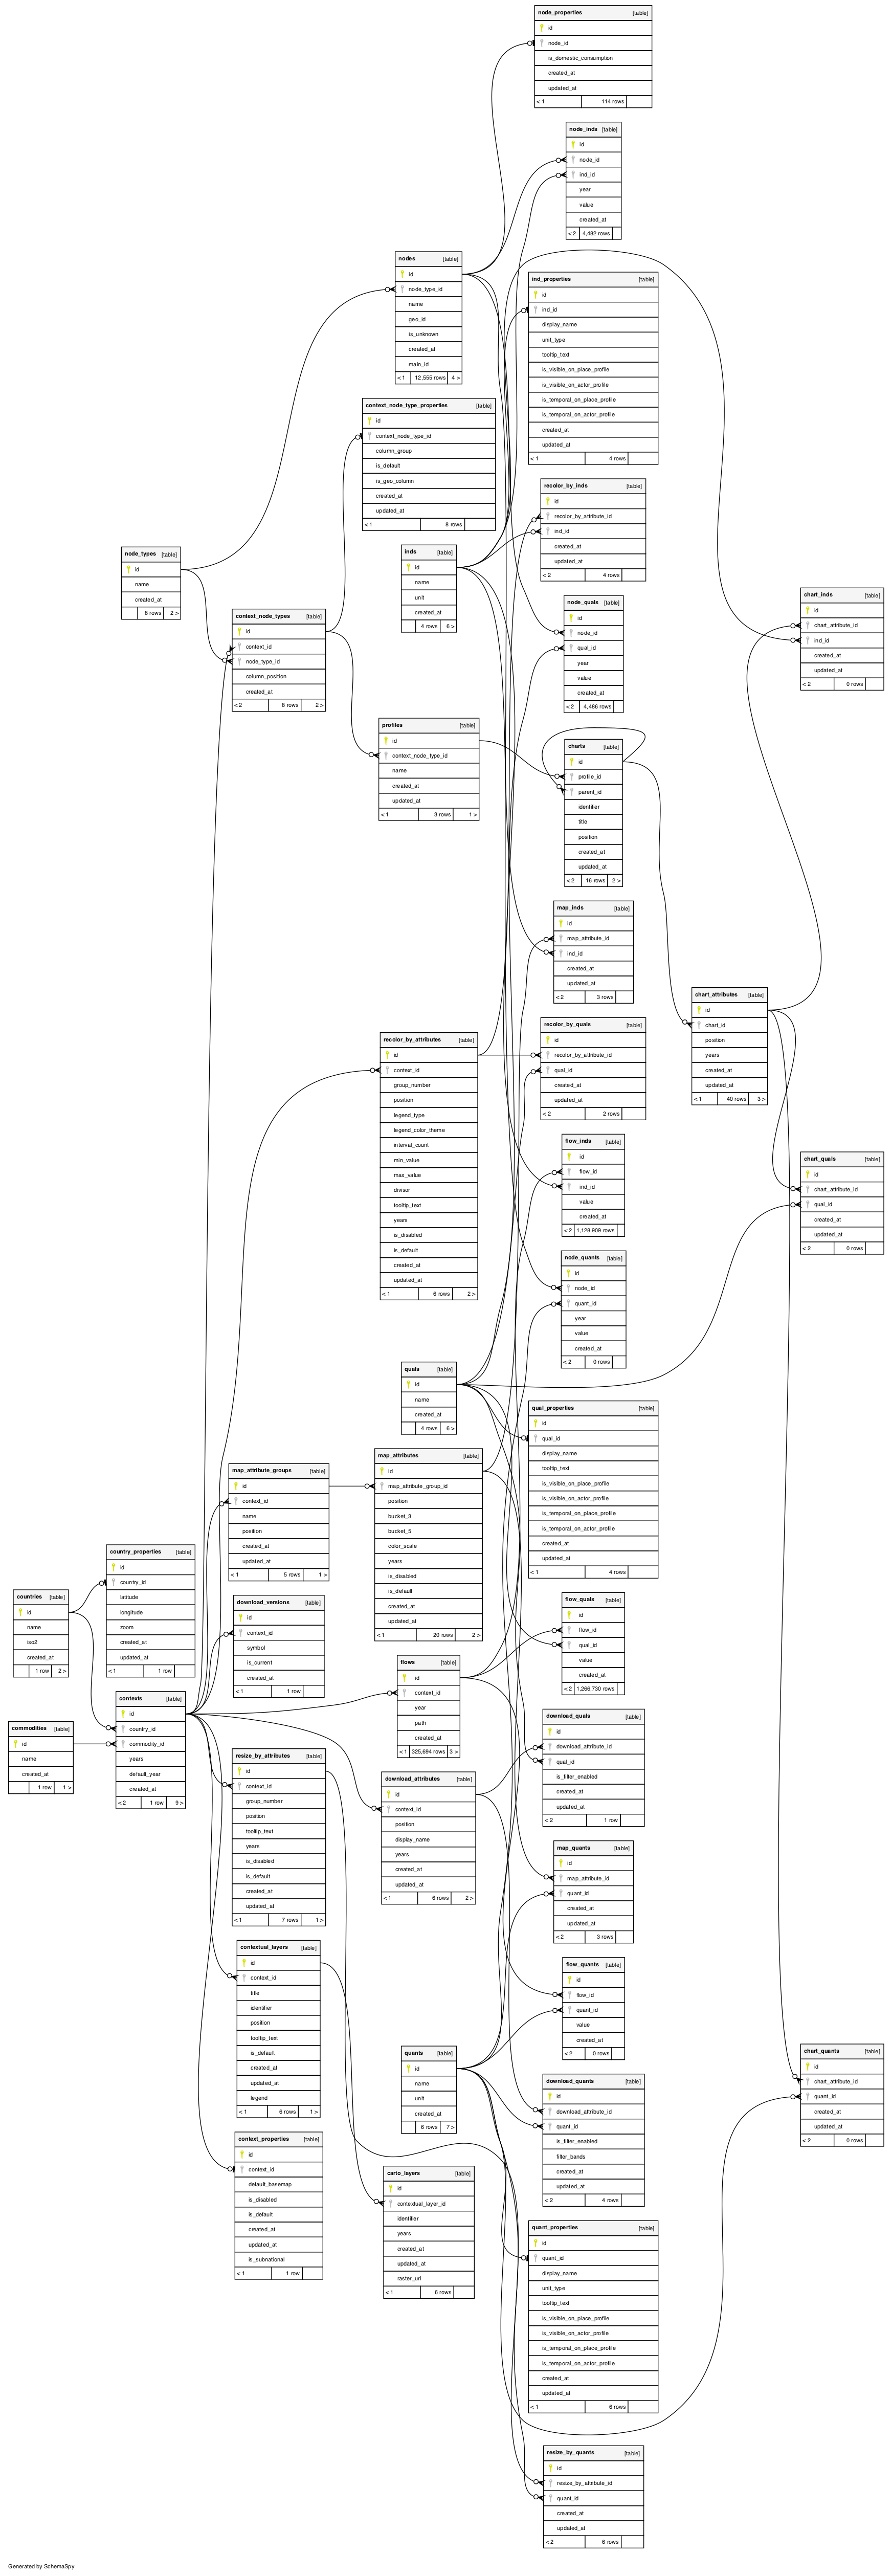 node_properties [table]
id
node_id
is_domestic_consumption
created_at
updated_at
< 1 114 rows
node_inds [table]
id
node_id
ind_id
year
value
created_at
< 2 4,482 rows
nodes [table]
id
node_type_id
name
geo_id
is_unknown
created_at
main_id
< 1 12,555 rows 4 >
ind_properties [table]
id
ind_id
display_name
unit_type
tooltip_text
is_visible_on_place_profile
is_visible_on_actor_profile
is_temporal_on_place_profile
is_temporal_on_actor_profile
created_at
updated_at
< 1 4 rows
context_node_type_properties [table]
id
context_node_type_id
column_group
is_default
is_geo_column
created_at
updated_at
< 1 8 rows
recolor_by_inds [table]
id
recolor_by_attribute_id
ind_id
created_at
updated_at
< 2 4 rows
node_types [table]
id
name
created_at
8 rows 2 >
inds [table]
id
name
unit
created_at
4 rows 6 >
chart_inds [table]
id
chart_attribute_id
ind_id
created_at
updated_at
< 2 0 rows
node_quals [table]
id
node_id
qual_id
year
value
created_at
< 2 4,486 rows
context_node_types [table]
id
context_id
node_type_id
column_position
created_at
< 2 8 rows 2 >
profiles [table]
id
context_node_type_id
name
created_at
updated_at
< 1 3 rows 1 >
charts [table]
id
profile_id
parent_id
identifier
title
position
created_at
updated_at
< 2 16 rows 2 >
map_inds [table]
id
map_attribute_id
ind_id
created_at
updated_at
< 2 3 rows
chart_attributes [table]
id
chart_id
position
years
created_at
updated_at
< 1 40 rows 3 >
recolor_by_attributes [table]
id
context_id
group_number
position
legend_type
legend_color_theme
interval_count
min_value
max_value
divisor
tooltip_text
years
is_disabled
is_default
created_at
updated_at
< 1 6 rows 2 >
recolor_by_quals [table]
id
recolor_by_attribute_id
qual_id
created_at
updated_at
< 2 2 rows
flow_inds [table]
id
flow_id
ind_id
value
created_at
< 2 1,128,909 rows
chart_quals [table]
id
chart_attribute_id
qual_id
created_at
updated_at
< 2 0 rows
node_quants [table]
id
node_id
quant_id
year
value
created_at
< 2 0 rows
quals [table]
id
name
created_at
4 rows 6 >
qual_properties [table]
id
qual_id
display_name
tooltip_text
is_visible_on_place_profile
is_visible_on_actor_profile
is_temporal_on_place_profile
is_temporal_on_actor_profile
created_at
updated_at
< 1 4 rows
map_attribute_groups [table]
id
context_id
name
position
created_at
updated_at
< 1 5 rows 1 >
map_attributes [table]
id
map_attribute_group_id
position
bucket_3
bucket_5
color_scale
years
is_disabled
is_default
created_at
updated_at
< 1 20 rows 2 >
country_properties [table]
id
country_id
latitude
longitude
zoom
created_at
updated_at
< 1 1 row
countries [table]
id
name
iso2
created_at
1 row 2 >
download_versions [table]
id
context_id
symbol
is_current
created_at
< 1 1 row
flow_quals [table]
id
flow_id
qual_id
value
created_at
< 2 1,266,730 rows
flows [table]
id
context_id
year
path
created_at
< 1 325,694 rows 3 >
contexts [table]
id
country_id
commodity_id
years
default_year
created_at
< 2 1 row 9 >
commodities [table]
id
name
created_at
1 row 1 >
download_quals [table]
id
download_attribute_id
qual_id
is_filter_enabled
created_at
updated_at
< 2 1 row
resize_by_attributes [table]
id
context_id
group_number
position
tooltip_text
years
is_disabled
is_default
created_at
updated_at
< 1 7 rows 1 >
download_attributes [table]
id
context_id
position
display_name
years
created_at
updated_at
< 1 6 rows 2 >
map_quants [table]
id
map_attribute_id
quant_id
created_at
updated_at
< 2 3 rows
contextual_layers [table]
id
context_id
title
identifier
position
tooltip_text
is_default
created_at
updated_at
legend
< 1 6 rows 1 >
flow_quants [table]
id
flow_id
quant_id
value
created_at
< 2 0 rows
quants [table]
id
name
unit
created_at
6 rows 7 >
chart_quants [table]
id
chart_attribute_id
quant_id
created_at
updated_at
< 2 0 rows
download_quants [table]
id
download_attribute_id
quant_id
is_filter_enabled
filter_bands
created_at
updated_at
< 2 4 rows
context_properties [table]
id
context_id
default_basemap
is_disabled
is_default
created_at
updated_at
is_subnational
< 1 1 row
carto_layers [table]
id
contextual_layer_id
identifier
years
created_at
updated_at
raster_url
< 1 6 rows
quant_properties [table]
id
quant_id
display_name
unit_type
tooltip_text
is_visible_on_place_profile
is_visible_on_actor_profile
is_temporal_on_place_profile
is_temporal_on_actor_profile
created_at
updated_at
< 1 6 rows
resize_by_quants [table]
id
resize_by_attribute_id
quant_id
created_at
updated_at
< 2 6 rows
Generated by SchemaSpy